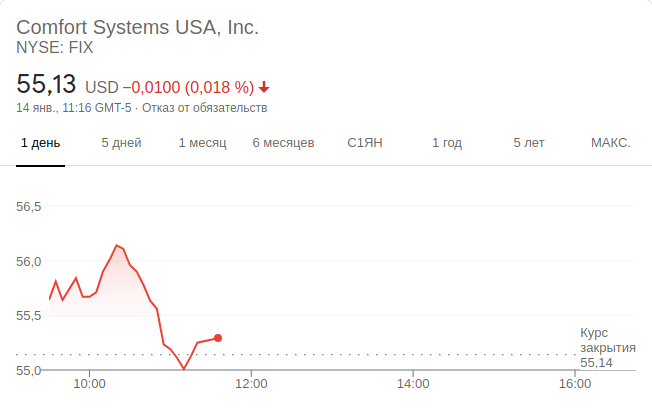 Comfort Systems USA, Inc.
NYSE: FIX
55,13 USD −0,0100 (0,018 %)
14 янв., 11:16 GMT-5 · Отказ от обязательств
1 день 5 дней 1 месяц 6 месяцев С1ЯН 1 год 5 лет МАКС.
56,5
56,0
55,5
Курс
закрытия
55,14
55,0
10:00 12:00 14:00 16:00